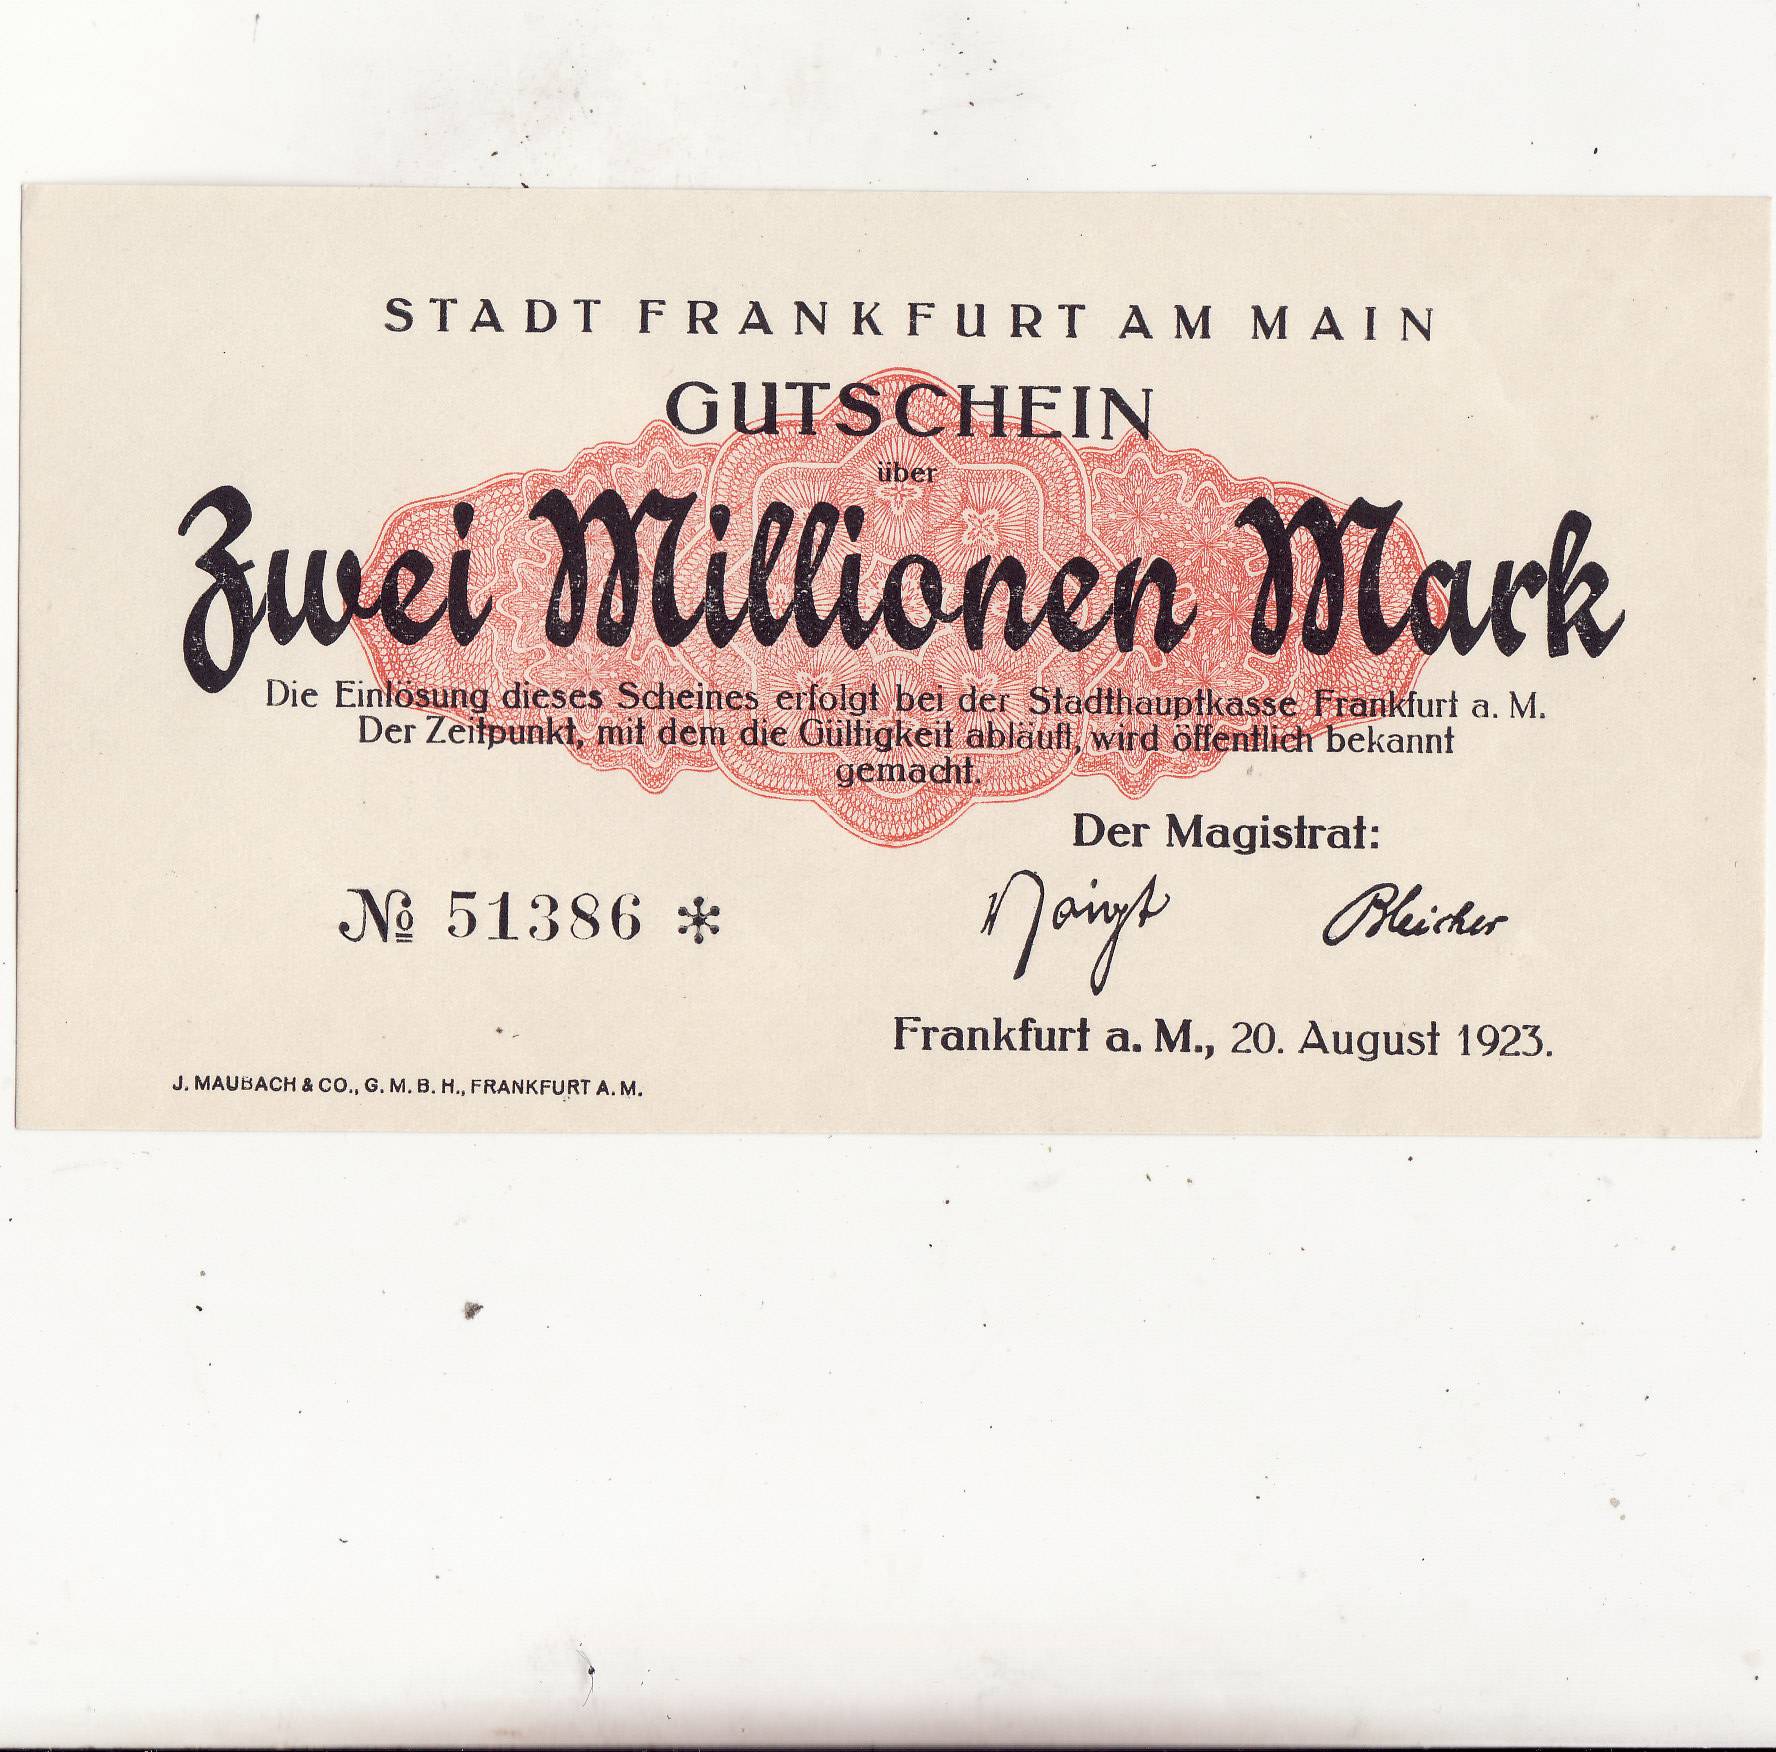 STADT FRANKFURT AM MAIN
GUTSCHEIN
über
Zwei Millionen Mark
Die Einlösung dieses Scheines erfolgt bei der Stadthauptkasse Frankfurt a. M.
Der Zeitpunkt, mit dem die Gültigkeit abläuft, wird öffentlich bekannt
gemacht.
Der Magistrat:
№ 51386 *
Voigt Bleicher
Frankfurt a. M., 20. August 1923.
J. MAUBACH & CO., G. M. B. H., FRANKFURT A. M.